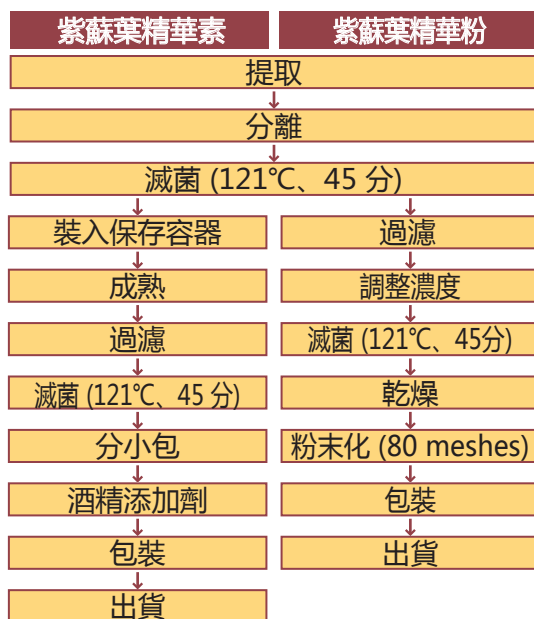 紫蘇葉精華素
紫蘇葉精華粉
提取
分離
滅菌 (121℃、45 分)
裝入保存容器
過濾
成熟
調整濃度
過濾
滅菌 (121℃、45分)
滅菌 (121℃、45 分)
乾燥
分小包
粉末化 (80 meshes)
酒精添加劑
包裝
包裝
出貨
出貨